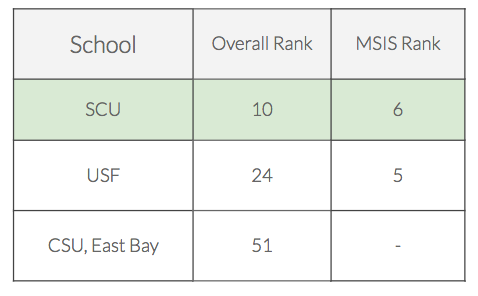 School Overall Rank MSIS Rank
SCU 10 6
USF 24 5
CSU, East Bay 51 -